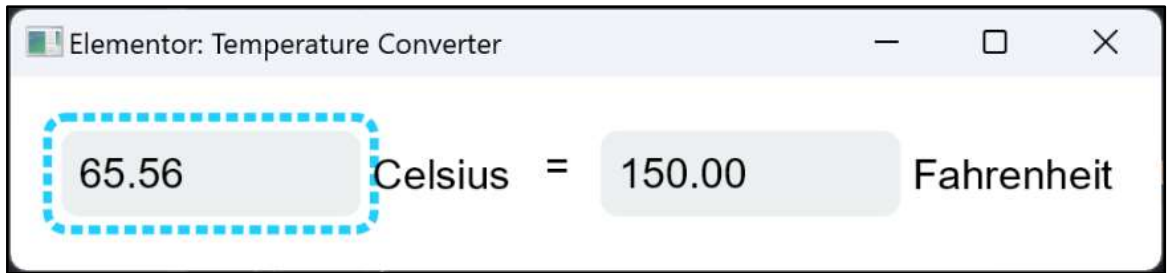 Elementor: Temperature Converter
65.56 Celsius = 150.00 Fahrenheit